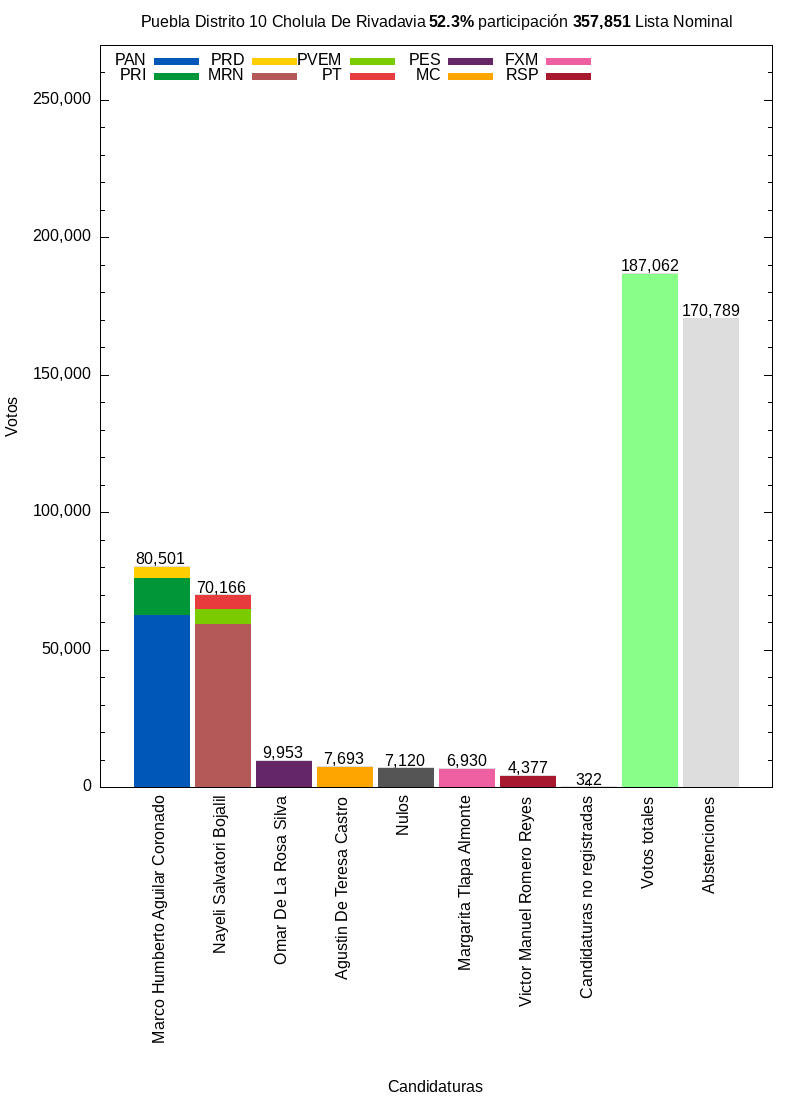 Puebla Distrito 10 Cholula De Rivadavia 52.3% participación 357,851 Lista Nominal
PAN PRD PVEM PES FXM
PRI MRN PT MC RSP
250,000
200,000
150,000
100,000
50,000
0
Votos
80,501
70,166
9,953
7,693
7,120
6,930
4,377
322
187,062
170,789
Marco Humberto Aguilar Coronado
Nayeli Salvatori Bojalil
Omar De La Rosa Silva
Agustin De Teresa Castro
Nulos
Margarita Tlapa Almonte
Victor Manuel Romero Reyes
Candidaturas no registradas
Votos totales
Abstenciones
Candidaturas